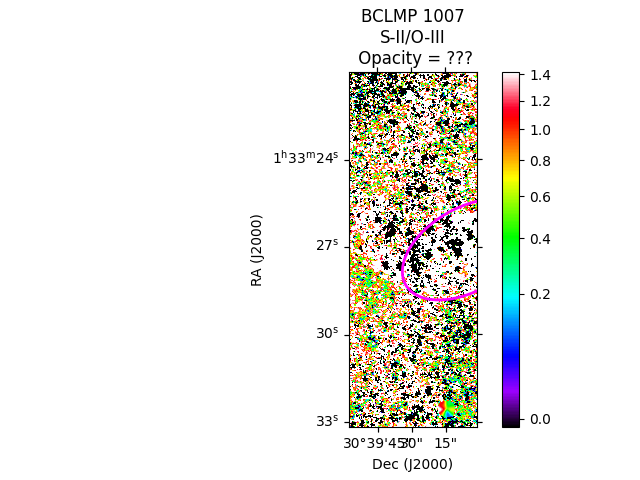 BCLMP 1007
S-II/O-III
Opacity = ???
1h33m24s
27s
30s
33s
RA (J2000)
30°39'45" 30" 15"
Dec (J2000)
1.4
1.2
1.0
0.8
0.6
0.4
0.2
0.0